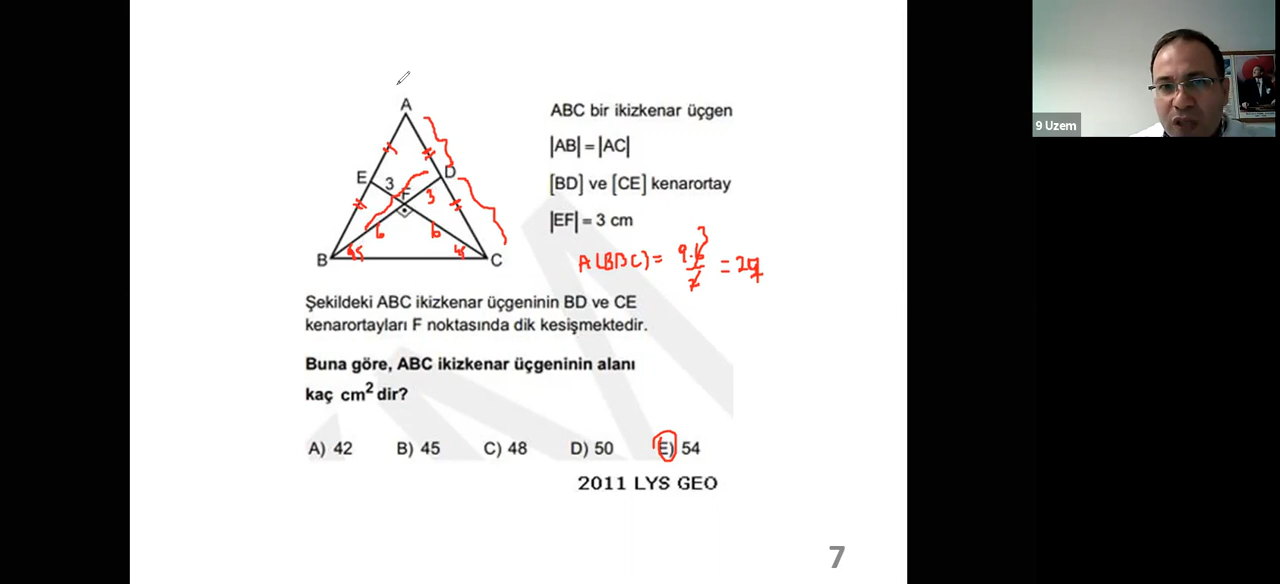 A
E
3
F
D
3
6
6
45
45
B
C
ABC bir ikizkenar üçgen
|AB| = |AC|
[BD] ve [CE] kenarortay
|EF| = 3 cm
A(BDC) = 9.6 3 / 2 = 27
Şekildeki ABC ikizkenar üçgeninin BD ve CE
kenarortayları F noktasında dik kesişmektedir.
Buna göre, ABC ikizkenar üçgeninin alanı
kaç cm² dir?
A) 42 B) 45 C) 48 D) 50 E) 54
2011 LYS GEO
7
9 Uzem